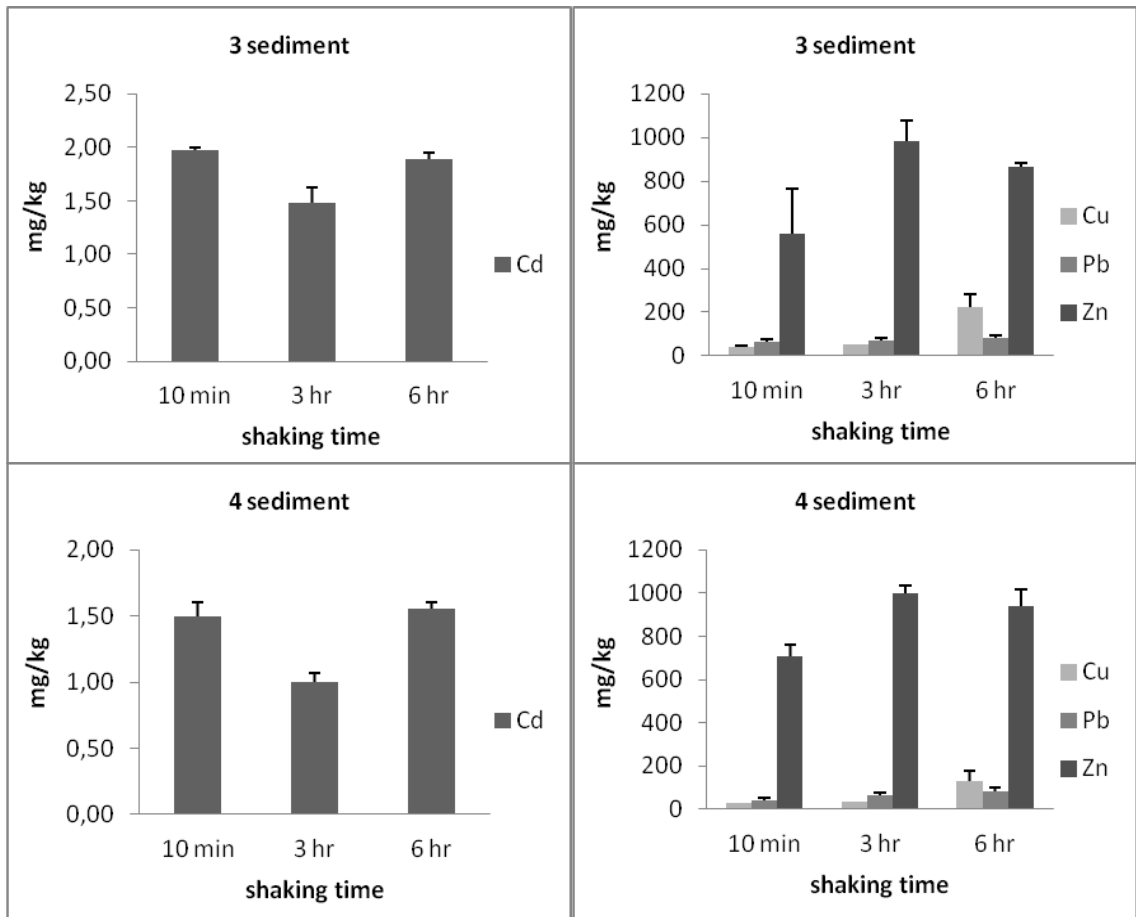 3 sediment
2,50
2,00
1,50
1,00
0,50
0,00
mg/kg
10 min 3 hr 6 hr
shaking time
Cd
3 sediment
1200
1000
800
600
400
200
0
mg/kg
10 min 3 hr 6 hr
shaking time
Cu
Pb
Zn
4 sediment
2,00
1,50
1,00
0,50
0,00
mg/kg
10 min 3 hr 6 hr
shaking time
Cd
4 sediment
1200
1000
800
600
400
200
0
mg/kg
10 min 3 hr 6 hr
shaking time
Cu
Pb
Zn